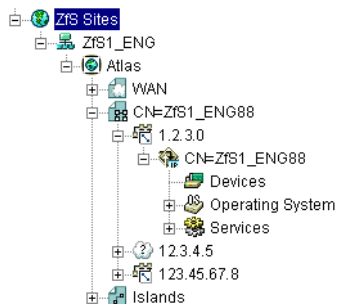 ZfS Sites
ZfS1_ENG
Atlas
WAN
CN=ZfS1_ENG88
1.2.3.0
CN=ZfS1_ENG88
Devices
Operating System
Services
12.3.4.5
123.45.67.8
Islands